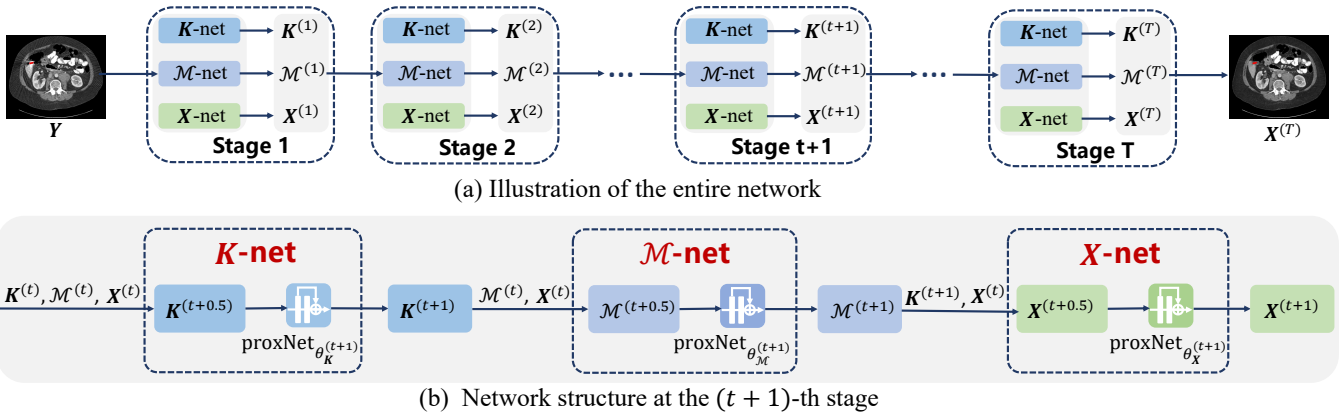 K-net K^(1) K-net K^(2) K-net K^(t+1) K-net K^(T)
ℳ-net ℳ^(1) ℳ-net ℳ^(2) ... ℳ-net ℳ^(t+1) ... ℳ-net ℳ^(T)
X-net X^(1) X-net X^(2) X-net X^(t+1) X-net X^(T)
Y Stage 1 Stage 2 Stage t+1 Stage T X^(T)
(a) Illustration of the entire network
K-net ℳ-net X-net
K^(t), ℳ^(t), X^(t) K^(t+0.5) K^(t+1) ℳ^(t), X^(t) ℳ^(t+0.5) ℳ^(t+1) K^(t+1), X^(t) X^(t+0.5) X^(t+1)
proxNet_θ_K^(t+1) proxNet_θ_ℳ^(t+1) proxNet_θ_X^(t+1)
(b) Network structure at the (t + 1)-th stage